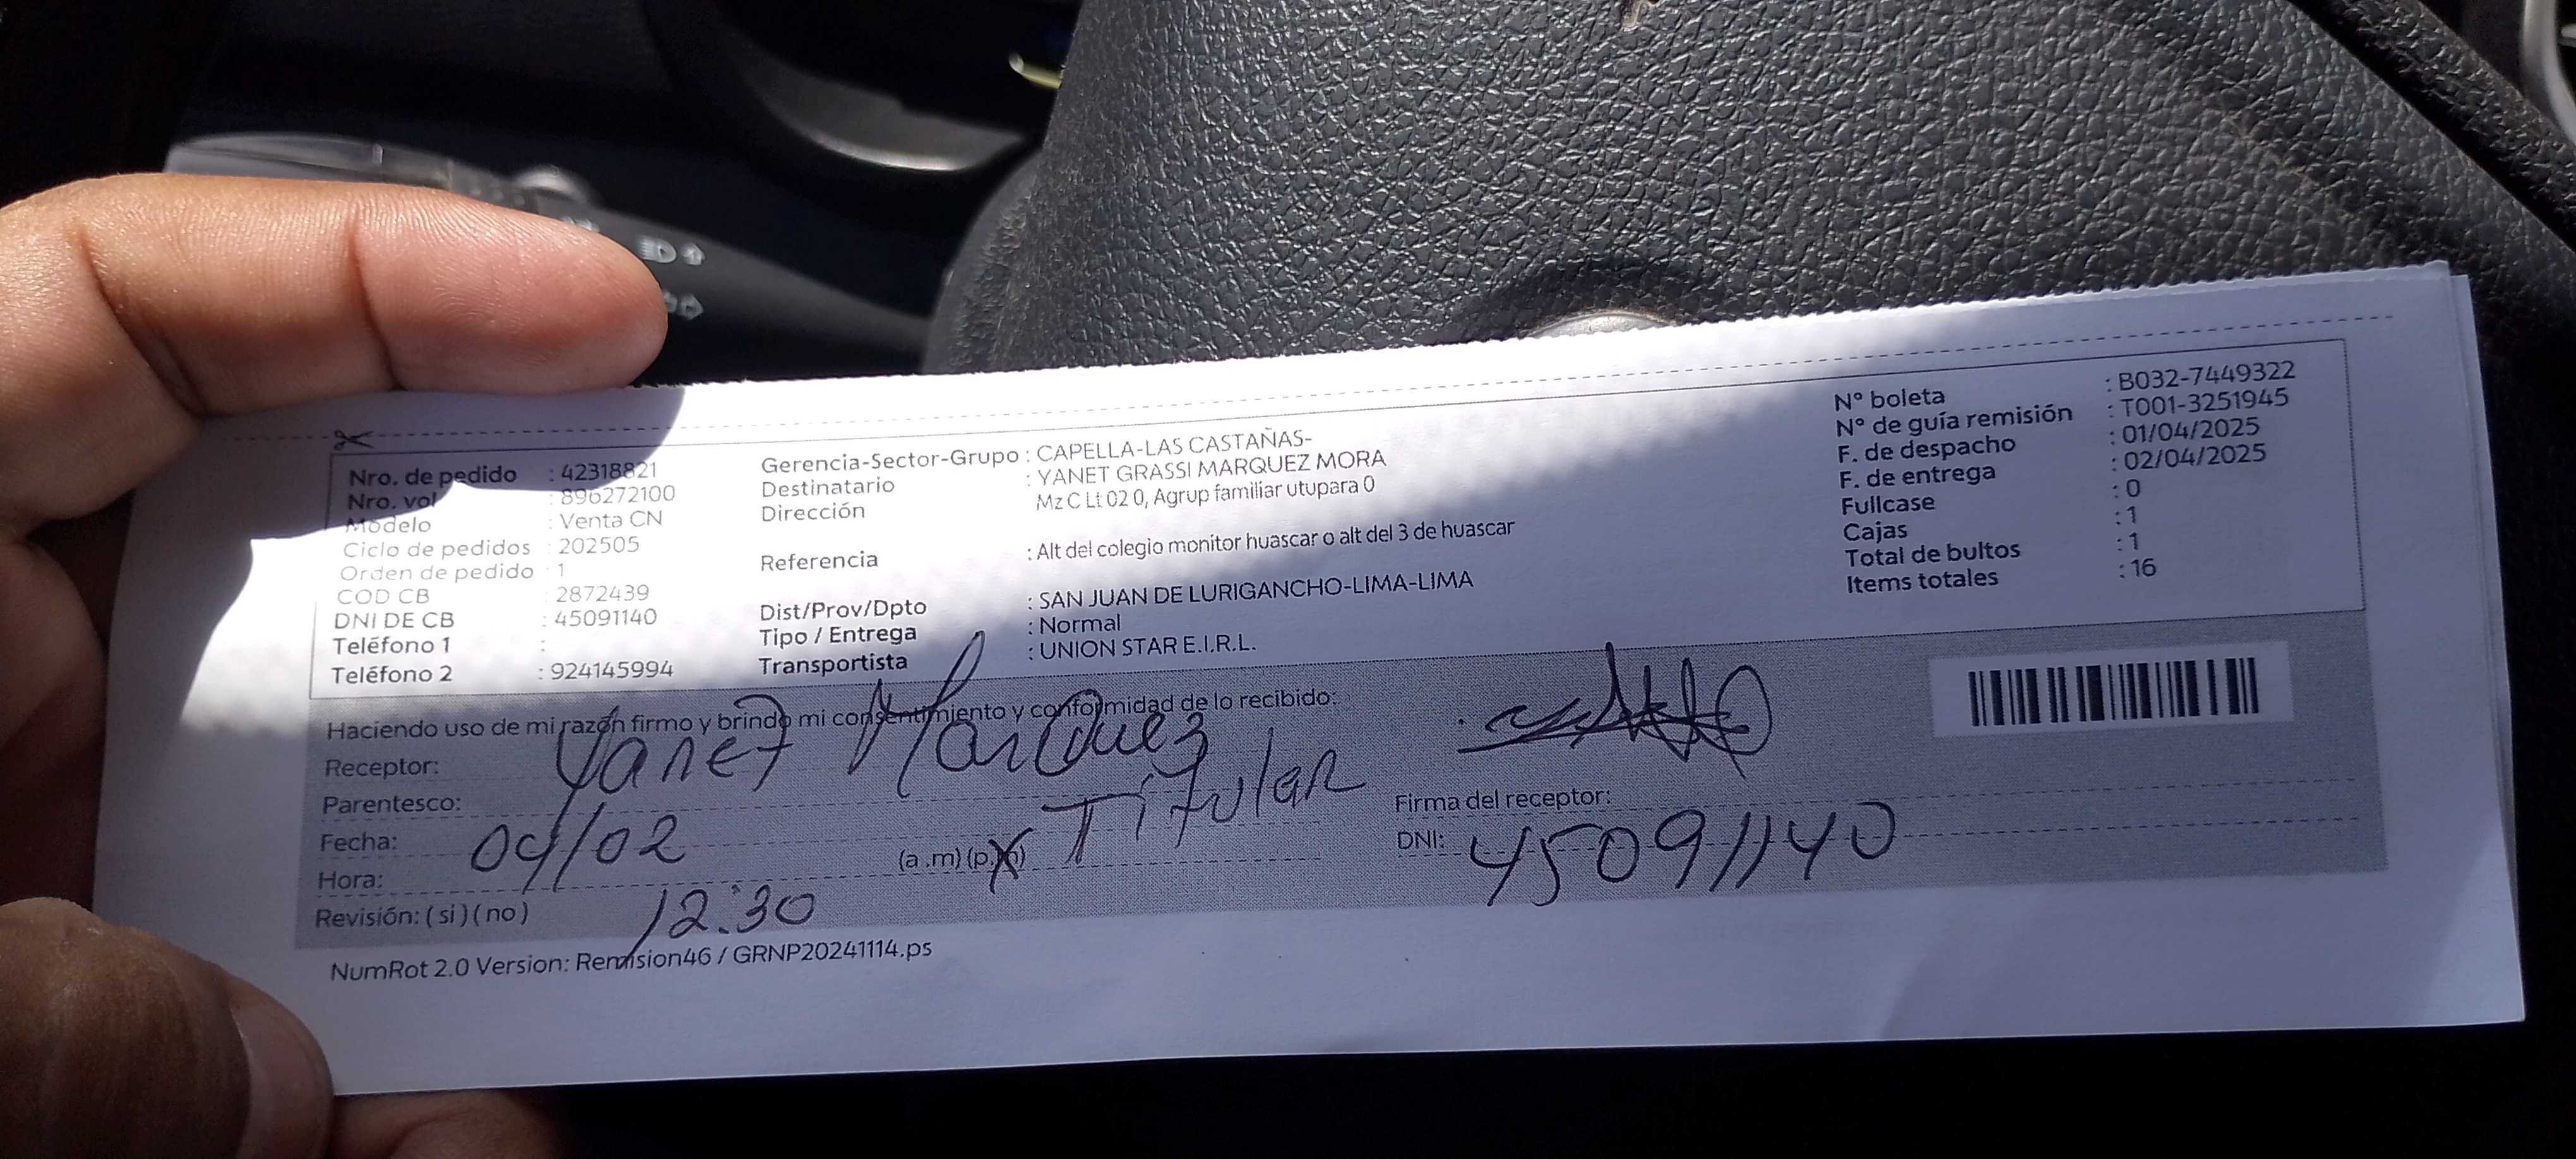 Nro. de pedido : 42318821
Nro. vol : 896272100
Modelo : Venta CN
Ciclo de pedidos : 202505
Orden de pedido : 1
COD CB : 2872439
DNI DE CB : 45091140
Teléfono 1 :
Teléfono 2 : 924145994
Gerencia-Sector-Grupo : CAPELLA-LAS CASTAÑAS-
Destinatario : YANET GRASSI MARQUEZ MORA
Dirección Mz C Lt 02 0, Agrup familiar utupara 0
Referencia : Alt del colegio monitor huascar o alt del 3 de huascar
Dist/Prov/Dpto : SAN JUAN DE LURIGANCHO-LIMA-LIMA
Tipo / Entrega : Normal
Transportista : UNION STAR E.I.R.L.
N° boleta : B032-7449322
N° de guía remisión : T001-3251945
F. de despacho : 01/04/2025
F. de entrega : 02/04/2025
Fullcase : 0
Cajas : 1
Total de bultos : 1
Items totales : 16
Haciendo uso de mi razón firmo y brindo mi consentimiento y conformidad de lo recibido:
Receptor: Yanet Marquez
Parentesco: Titular
Fecha: 04/02
Hora: 12:30 (a .m) (p.m)
Revisión: ( si ) ( no )
Firma del receptor:
DNI: 45091140
NumRot 2.0 Version: Remision46 / GRNP20241114.ps